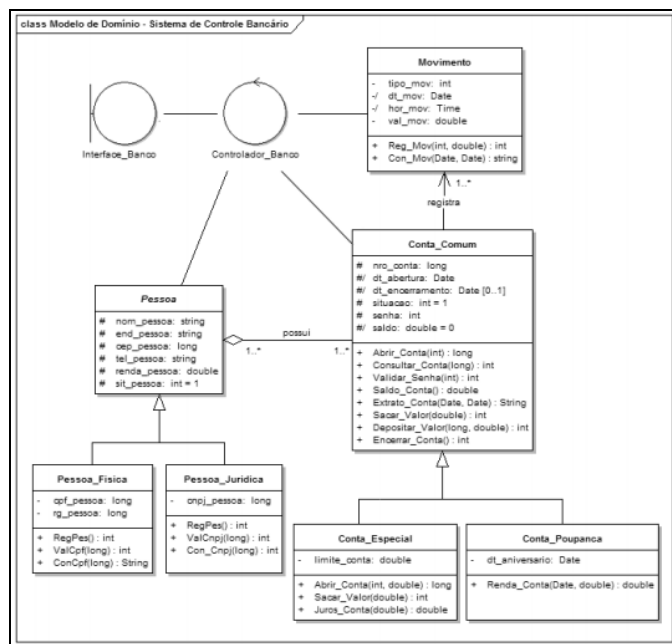 class Modelo de Domínio - Sistema de Controle Bancário
Interface_Banco
Controlador_Banco
Movimento
- tipo_mov: int
-/ dt_mov: Date
-/ hor_mov: Time
- val_mov: double
+ Reg_Mov(int, double) : int
+ Con_Mov(Date, Date) : string
1..*
registra
Conta_Comum
# nro_conta: long
#/ dt_abertura: Date
#/ dt_encerramento: Date [0..1]
# situacao: int = 1
# senha: int
#/ saldo: double = 0
+ Abrir_Conta(int) : long
+ Consultar_Conta(long) : int
+ Validar_Senha(int) : int
+ Saldo_Conta() : double
+ Extrato_Conta(Date, Date) : String
+ Sacar_Valor(double) : int
+ Depositar_Valor(long, double) : int
+ Encerrar_Conta() : int
Pessoa
# nom_pessoa: string
# end_pessoa: string
# cep_pessoa: long
# tel_pessoa: string
# renda_pessoa: double
# sit_pessoa: int = 1
possui
1..*
1..*
Pessoa_Fisica
- cpf_pessoa: long
- rg_pessoa: long
+ RegPes() : int
+ ValCpf(long) : int
+ ConCpf(long) : String
Pessoa_Juridica
- cnpj_pessoa: long
+ RegPes() : int
+ ValCnpj(long) : int
+ Con_Cnpj(long) : int
Conta_Especial
- limite_conta: double
+ Abrir_Conta(int, double) : long
+ Sacar_Valor(double) : int
+ Juros_Conta(double) : double
Conta_Poupanca
- dt_aniversario: Date
+ Renda_Conta(Date, double) : double